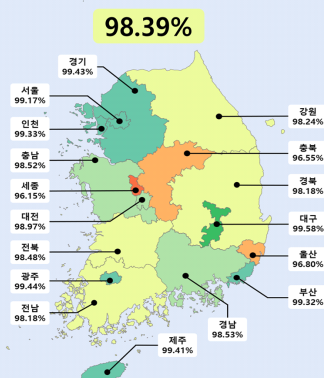 98.39%
경기
99.43%
서울
99.17%
인천
99.33%
충남
98.52%
세종
96.15%
대전
98.97%
전북
98.48%
광주
99.44%
전남
98.18%
강원
98.24%
충북
96.55%
경북
98.18%
대구
99.58%
울산
96.80%
부산
99.32%
경남
98.53%
제주
99.41%